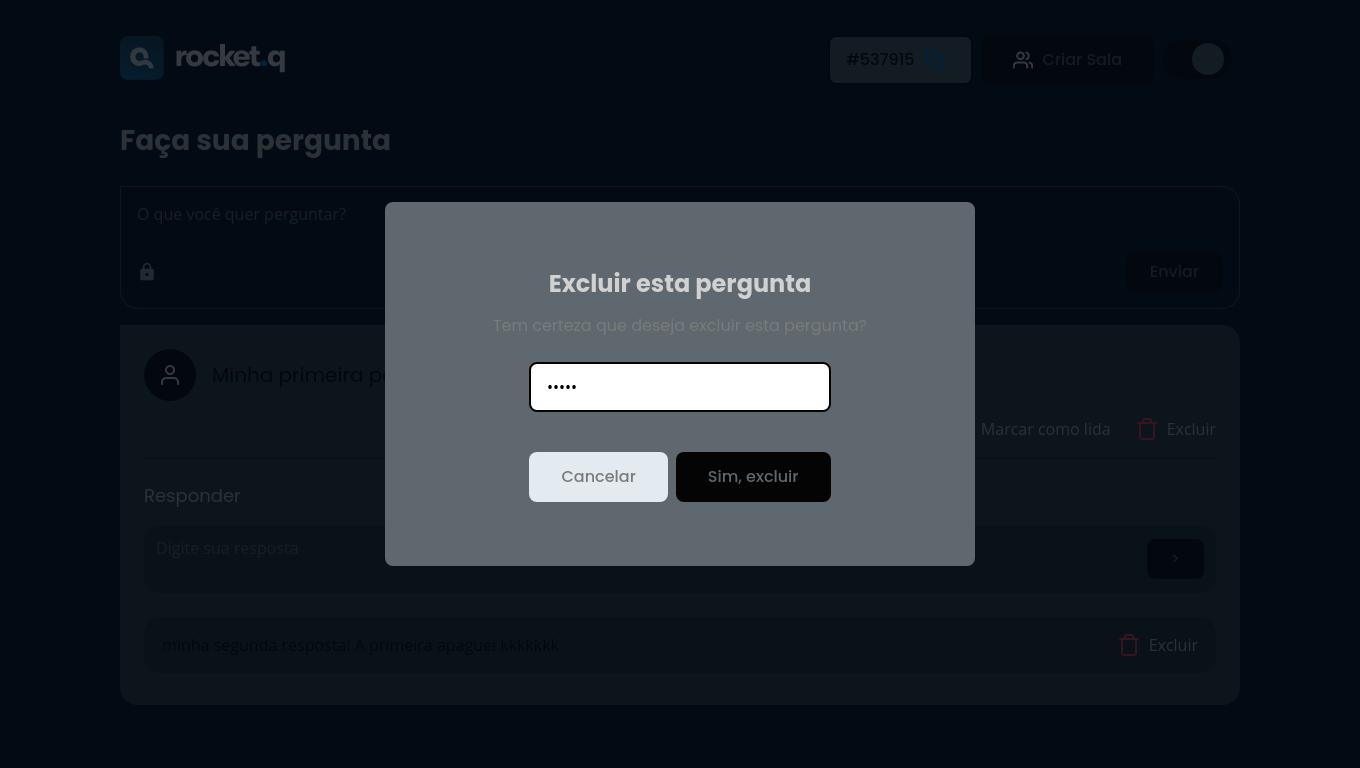 rocket.q
#537915
Criar Sala
Faça sua pergunta
O que você quer perguntar?
Enviar
Excluir esta pergunta
Tem certeza que deseja excluir esta pergunta?
•••••
Cancelar
Sim, excluir
Minha primeira
Marcar como lida
Excluir
Responder
Digite sua resposta
>
minha segunda resposta! A primeira apaguei kkkkkkk
Excluir